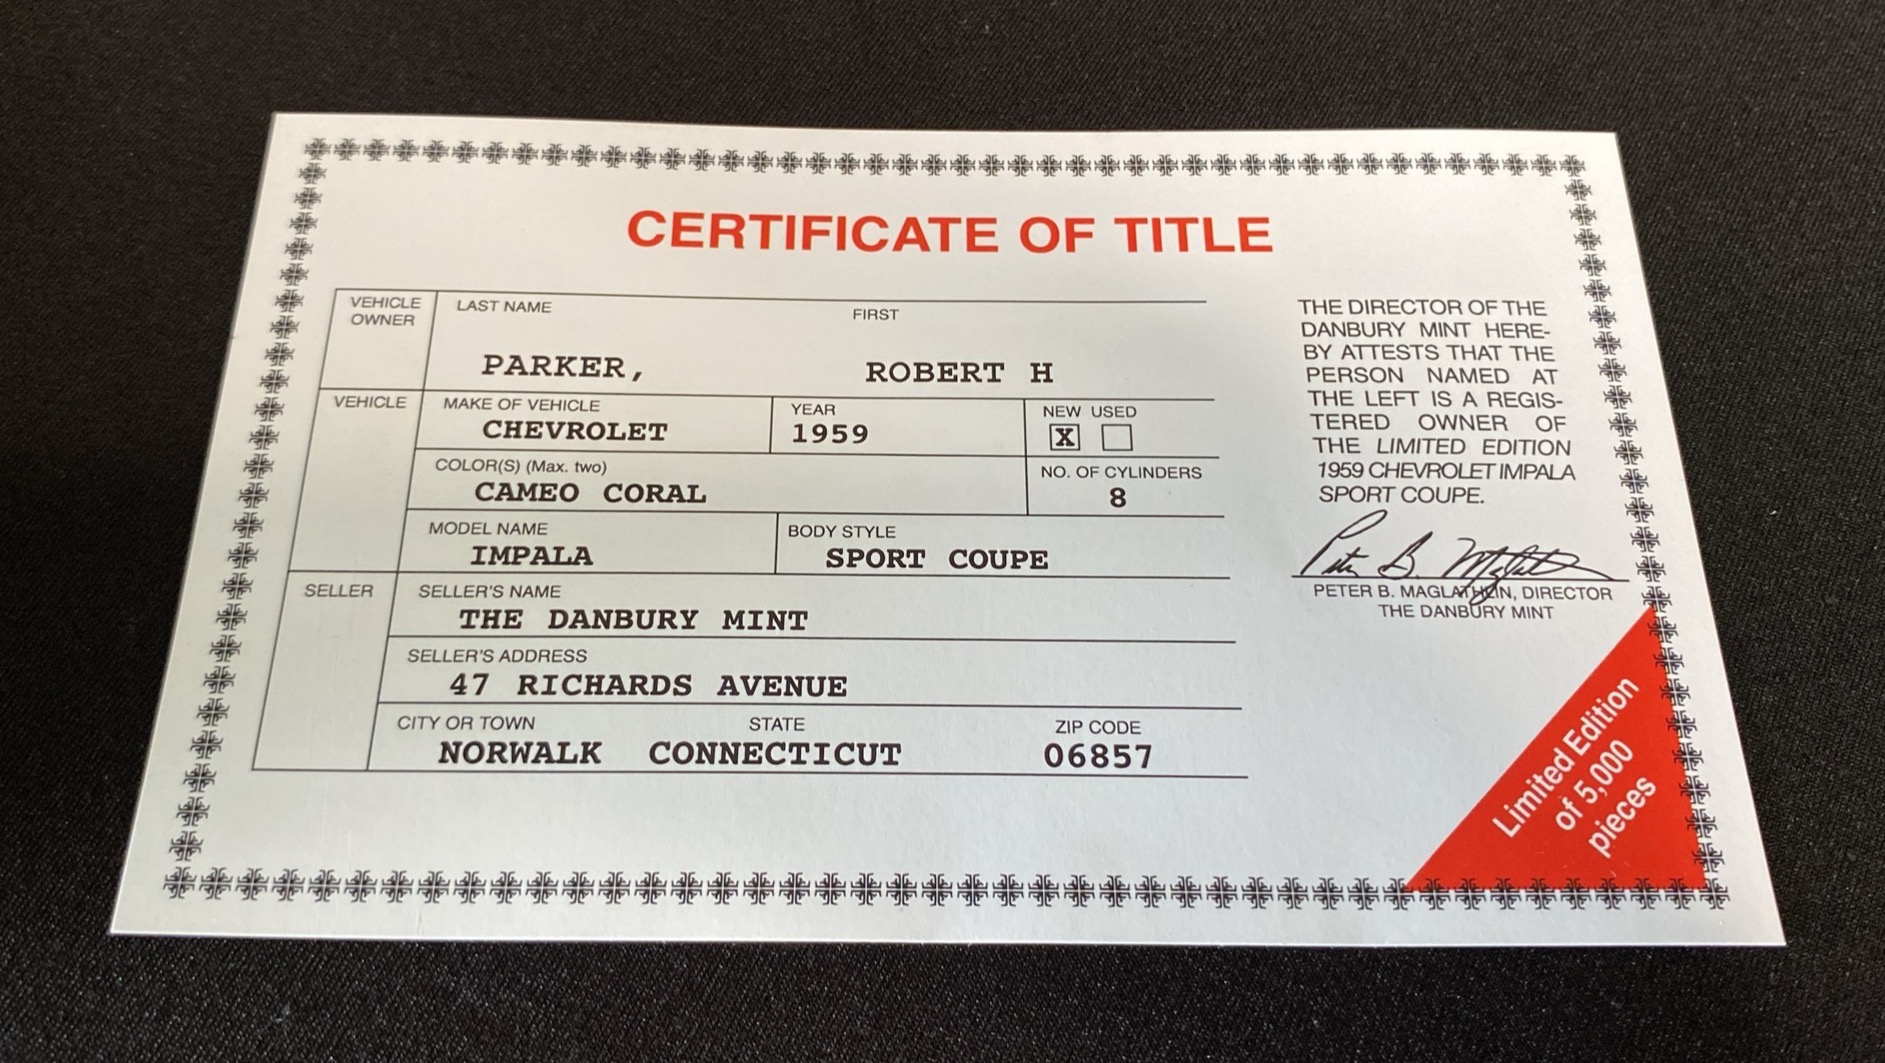 CERTIFICATE OF TITLE
VEHICLE OWNER
LAST NAME
FIRST
PARKER,
ROBERT H
VEHICLE
MAKE OF VEHICLE
CHEVROLET
YEAR
1959
NEW USED
X
COLOR(S) (Max. two)
CAMEO CORAL
NO. OF CYLINDERS
8
MODEL NAME
IMPALA
BODY STYLE
SPORT COUPE
SELLER
SELLER'S NAME
THE DANBURY MINT
SELLER'S ADDRESS
47 RICHARDS AVENUE
CITY OR TOWN
STATE
ZIP CODE
NORWALK CONNECTICUT
06857
THE DIRECTOR OF THE
DANBURY MINT HERE-
BY ATTESTS THAT THE
PERSON NAMED AT
THE LEFT IS A REGIS-
TERED OWNER OF
THE LIMITED EDITION
1959 CHEVROLET IMPALA
SPORT COUPE.
Peter B. Maglathlin
PETER B. MAGLATHLIN, DIRECTOR
THE DANBURY MINT
Limited Edition
of 5,000
pieces